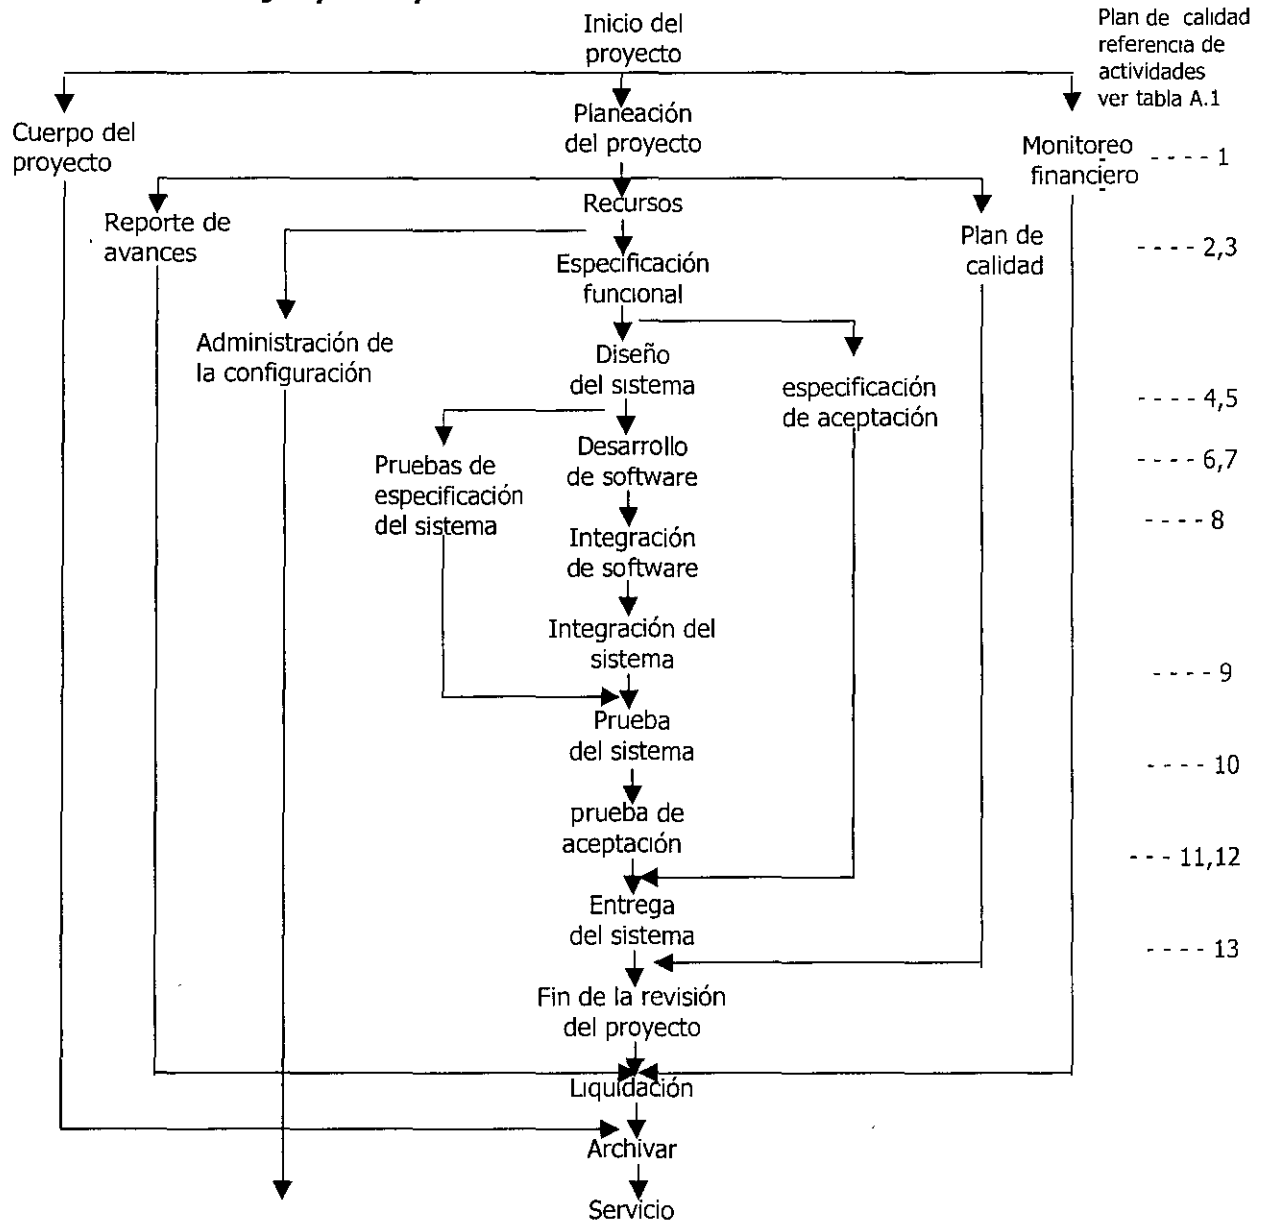 Inicio del
proyecto
Plan de calidad
referencia de
actividades
ver tabla A.1
Cuerpo del
proyecto
Planeación
del proyecto
Monitoreo
financiero
- - - - 1
Reporte de
avances
Recursos
Plan de
calidad
- - - - 2,3
Especificación
funcional
Administración de
la configuración
Diseño
del sistema
especificación
de aceptación
- - - - 4,5
Pruebas de
especificación
del sistema
Desarrollo
de software
- - - - 6,7
Integración
de software
- - - - 8
Integración del
sistema
- - - - 9
Prueba
del sistema
- - - - 10
prueba de
aceptación
- - - 11,12
Entrega
del sistema
- - - - 13
Fin de la revisión
del proyecto
Liquidación
Archivar
Servicio